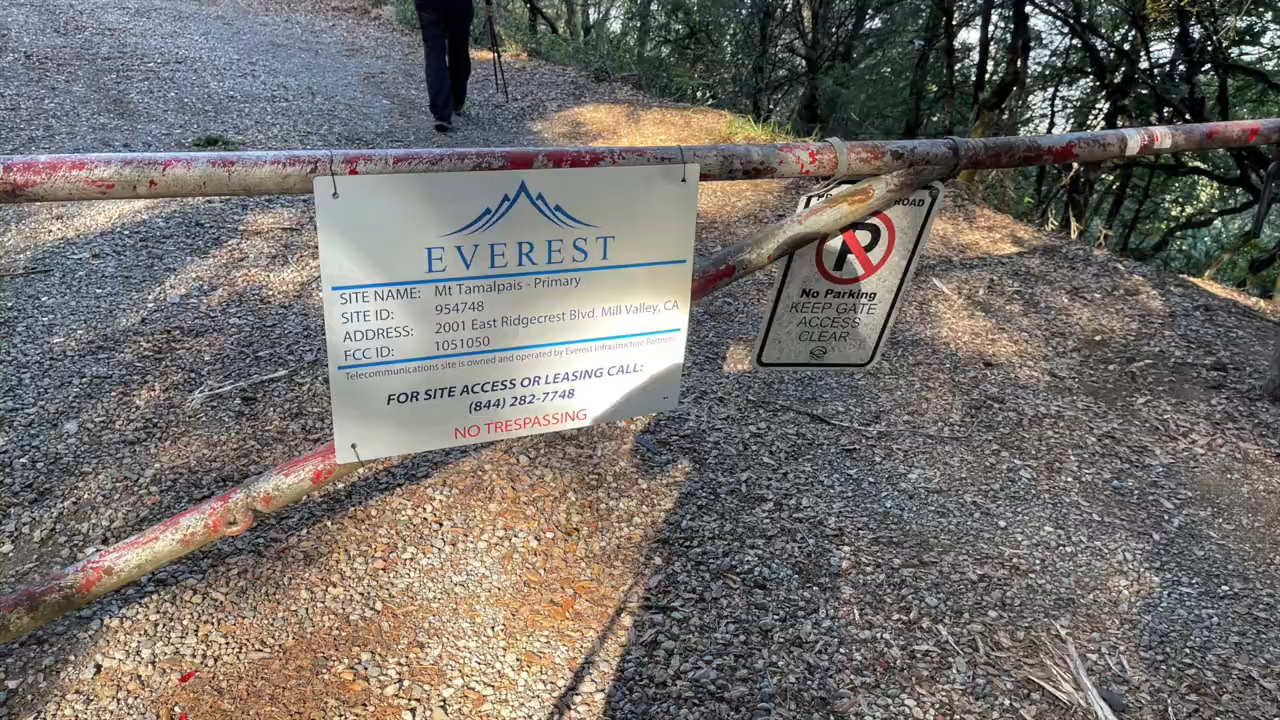 EVEREST
SITE NAME: Mt Tamalpais - Primary
SITE ID: 954748
ADDRESS: 2001 East Ridgecrest Blvd. Mill Valley, CA
FCC ID: 1051050
Telecommunications site is owned and operated by Everest Infrastructure Partners
FOR SITE ACCESS OR LEASING CALL:
(844) 282-7748
NO TRESPASSING
ROAD
P
No Parking
KEEP GATE
ACCESS
CLEAR